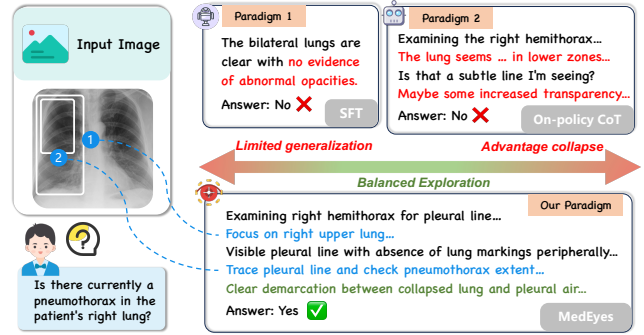 Input Image
1
2
Is there currently a
pneumothorax in the
patient's right lung?
Paradigm 1
The bilateral lungs are
clear with no evidence
of abnormal opacities.
Answer: No
SFT
Paradigm 2
Examining the right hemithorax...
The lung seems ... in lower zones...
Is that a subtle line I'm seeing?
Maybe some increased transparency...
Answer: No
On-policy CoT
Limited generalization
Advantage collapse
Balanced Exploration
Our Paradigm
Examining right hemithorax for pleural line...
Focus on right upper lung...
Visible pleural line with absence of lung markings peripherally...
Trace pleural line and check pneumothorax extent...
Clear demarcation between collapsed lung and pleural air...
Answer: Yes
MedEyes